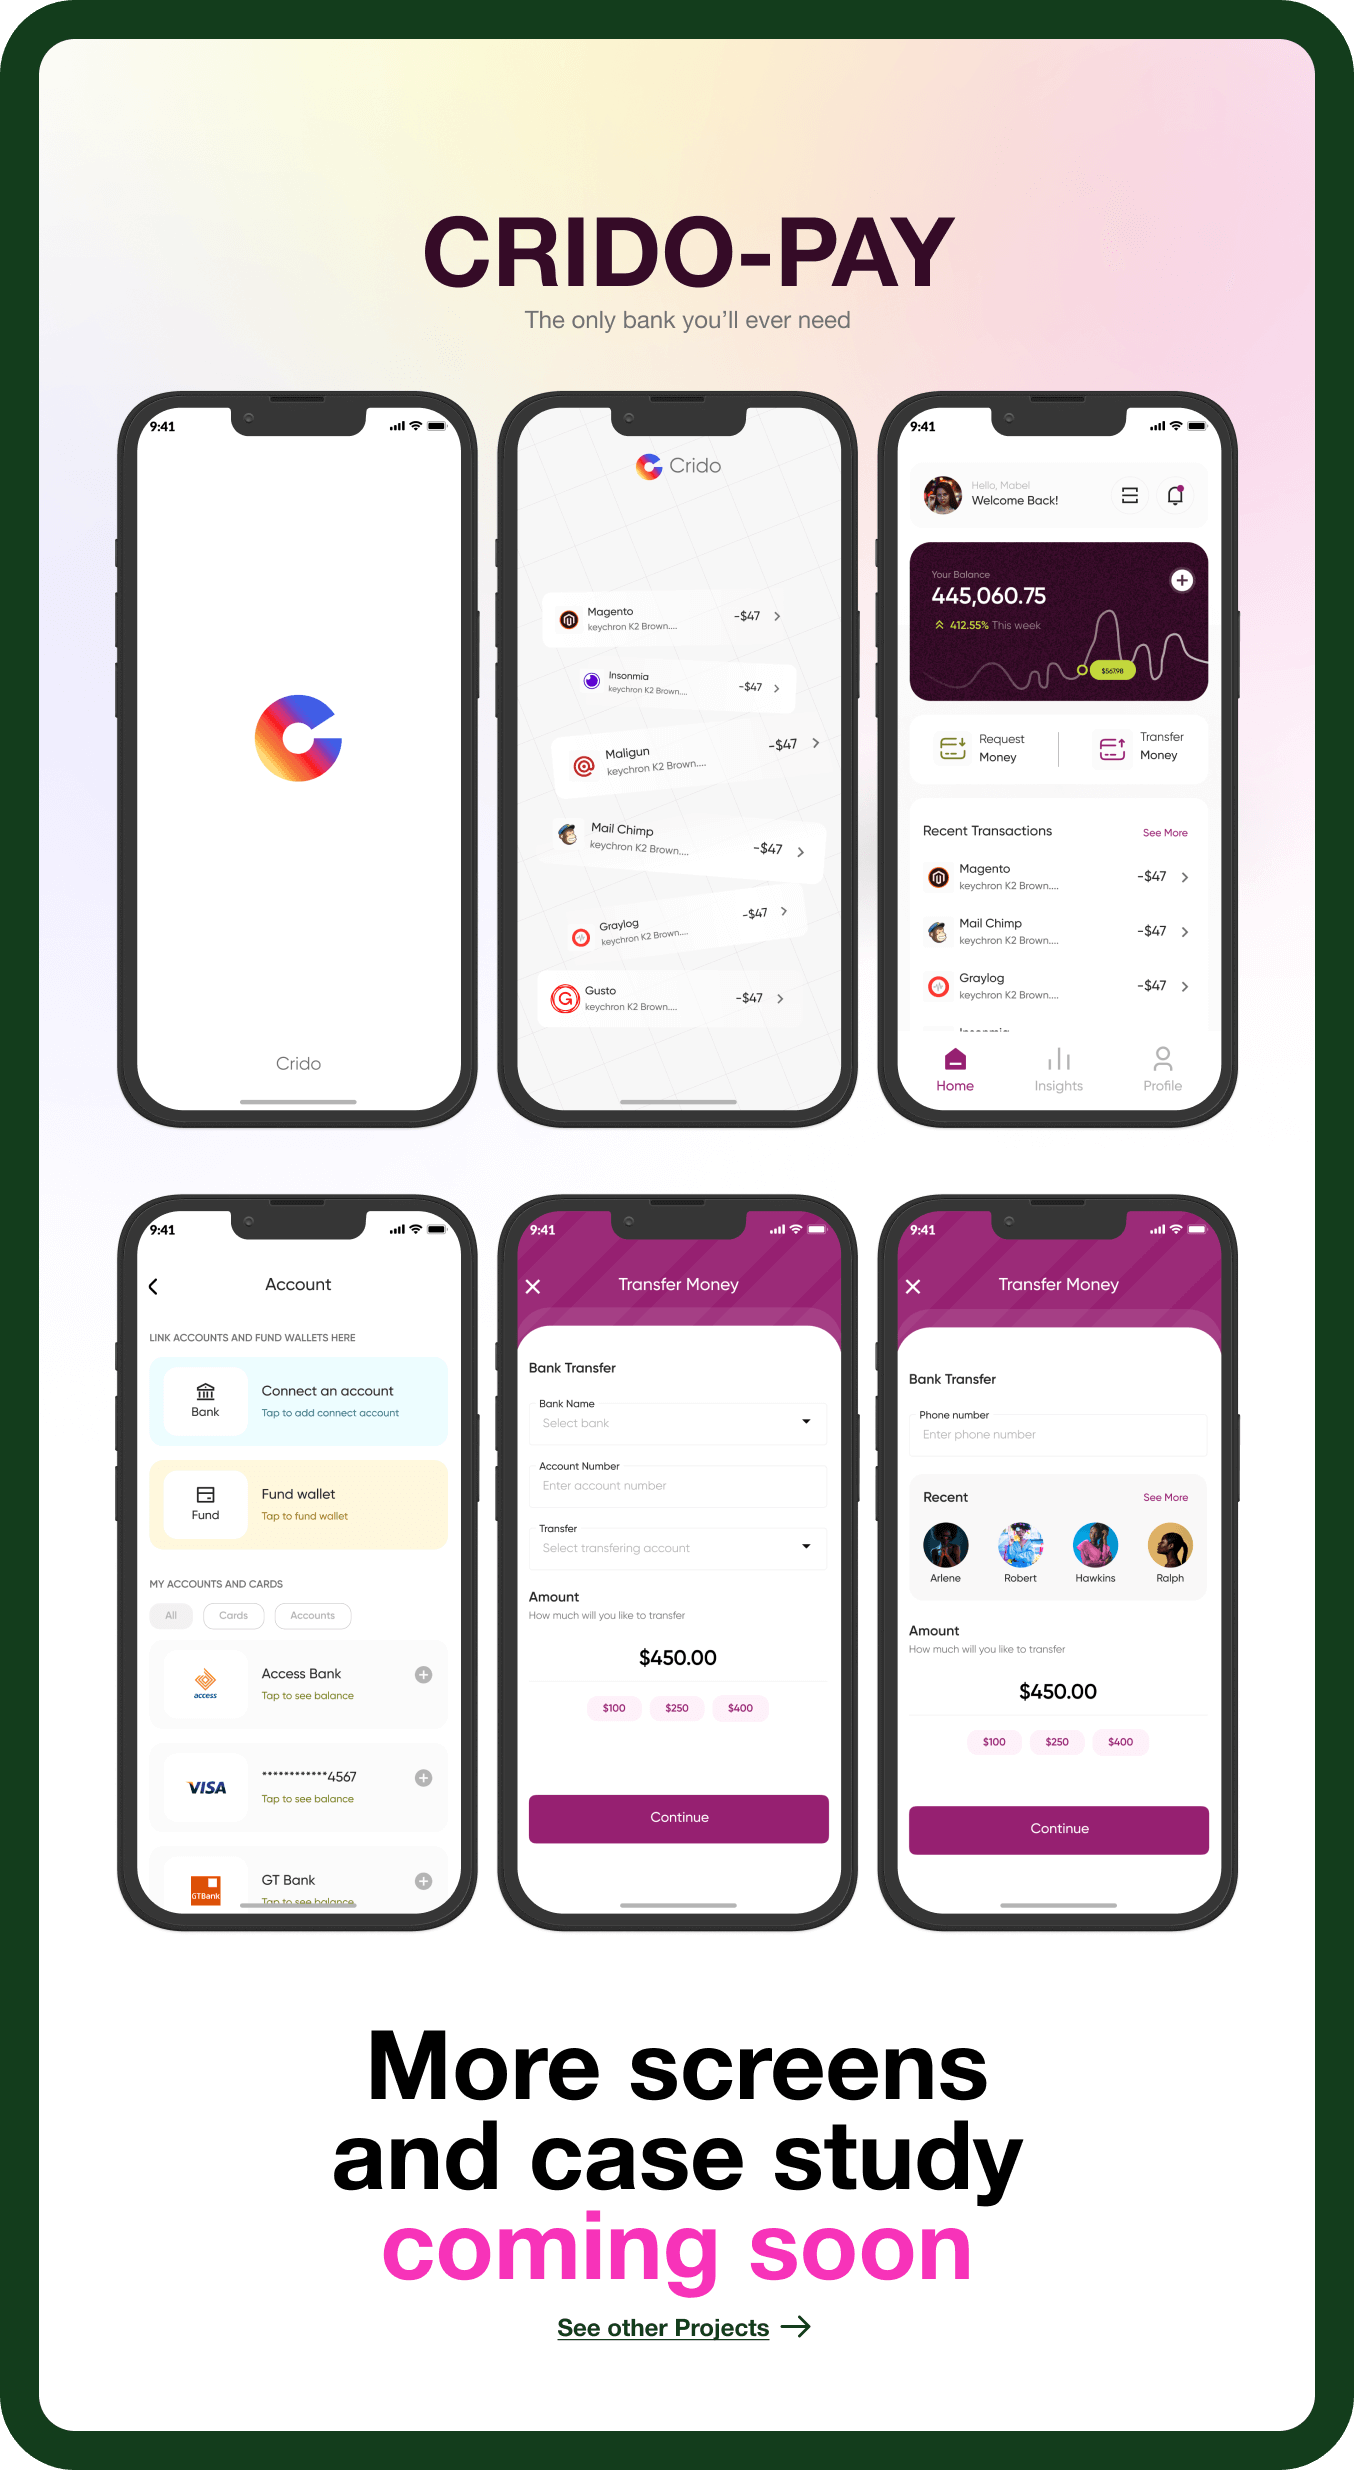 CRIDO-PAY
The only bank you'll ever need
9:41
Crido
Crido
Magento
keychron K2 Brown....
-$47
Insonmia
keychron K2 Brown....
-$47
Maligun
keychron K2 Brown....
-$47
Mail Chimp
keychron K2 Brown....
-$47
Graylog
keychron K2 Brown....
-$47
Gusto
keychron K2 Brown....
-$47
9:41
Hello, Mabel
Welcome Back!
Your Balance
445,060.75
412.55% This week
$567.98
Request
Money
Transfer
Money
Recent Transactions
See More
Magento
keychron K2 Brown....
-$47
Mail Chimp
keychron K2 Brown....
-$47
Graylog
keychron K2 Brown....
-$47
Insonmia
Home
Insights
Profile
9:41
Account
LINK ACCOUNTS AND FUND WALLETS HERE
Bank
Connect an account
Tap to add connect account
Fund
Fund wallet
Tap to fund wallet
MY ACCOUNTS AND CARDS
All
Cards
Accounts
access
Access Bank
Tap to see balance
VISA
************4567
Tap to see balance
GTBank
GT Bank
Tap to see balance
9:41
Transfer Money
Bank Transfer
Bank Name
Select bank
Account Number
Enter account number
Transfer
Select transfering account
Amount
How much will you like to transfer
$450.00
$100
$250
$400
Continue
9:41
Transfer Money
Bank Transfer
Phone number
Enter phone number
Recent
See More
Arlene
Robert
Hawkins
Ralph
Amount
How much will you like to transfer
$450.00
$100
$250
$400
Continue
More screens
and case study
coming soon
See other Projects